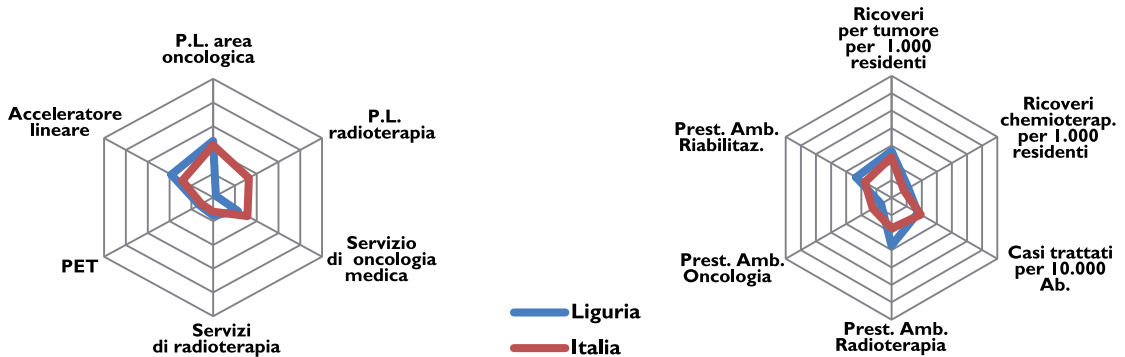 P.L. area
oncologica
P.L.
radioterapia
Servizio
di oncologia
medica
Servizi
di radioterapia
PET
Acceleratore
lineare
Ricoveri
per tumore
per 1.000
residenti
Ricoveri
chemioterap.
per 1.000
residenti
Casi trattati
per 10.000
Ab.
Prest. Amb.
Radioterapia
Prest. Amb.
Oncologia
Prest. Amb.
Riabilitaz.
Liguria
Italia